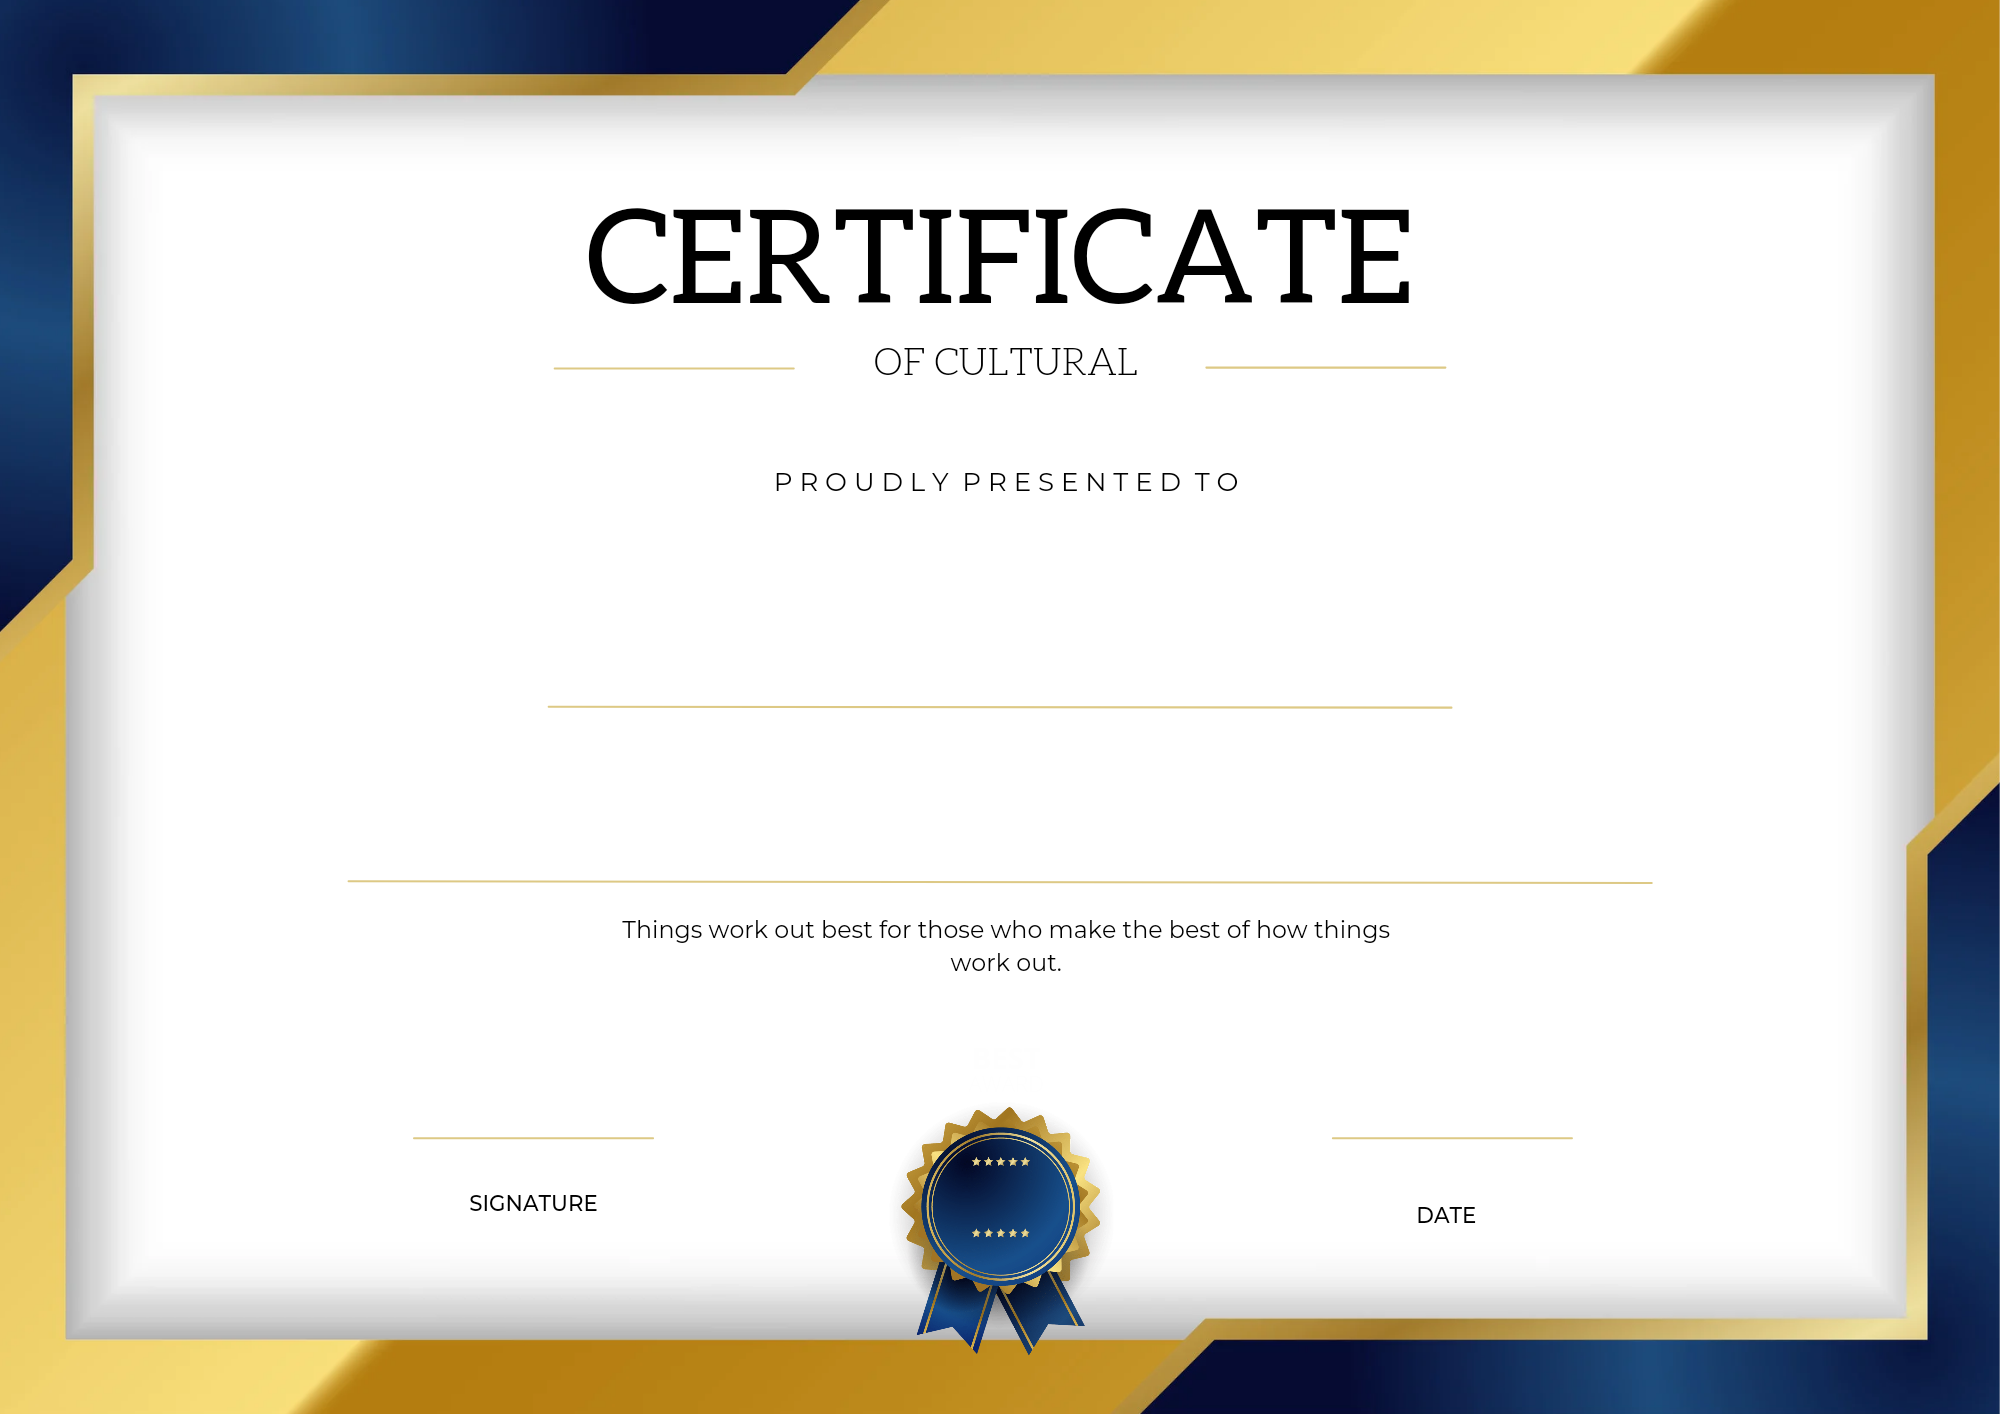 CERTIFICATE
OF CULTURAL
PROUDLY PRESENTED TO
Things work out best for those who make the best of how things
work out.
SIGNATURE
DATE